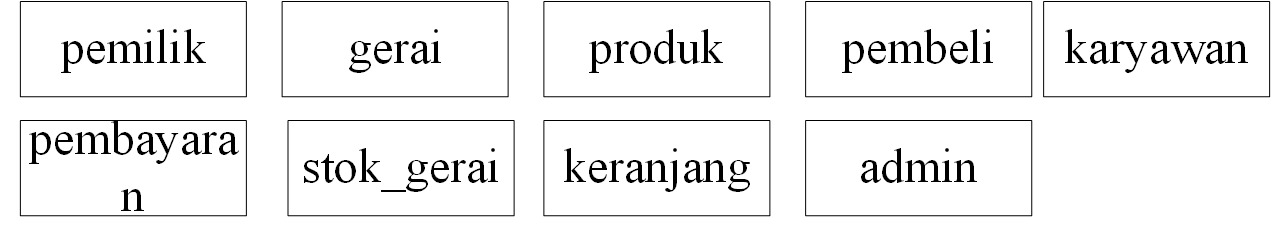 pemilik
gerai
produk
pembeli
karyawan
pembayara
n
stok_gerai
keranjang
admin